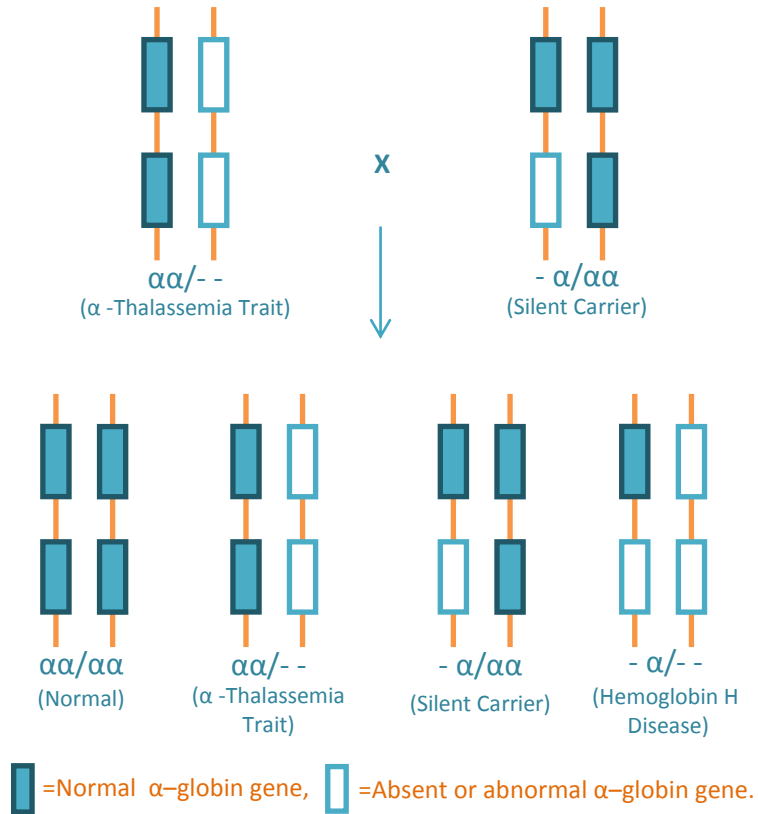 X
αα/- -
(α -Thalassemia Trait)
- α/αα
(Silent Carrier)
αα/αα
(Normal)
αα/- -
(α -Thalassemia
Trait)
- α/αα
(Silent Carrier)
- α/- -
(Hemoglobin H
Disease)
=Normal α–globin gene, =Absent or abnormal α–globin gene.